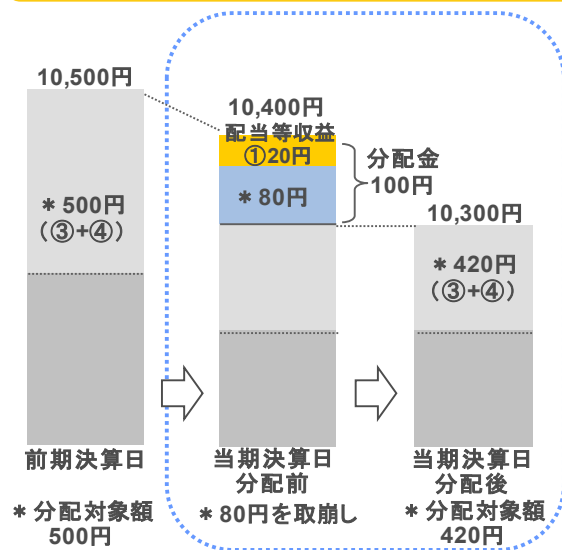 10,500円
＊500円
（③+④）
前期決算日
＊分配対象額
500円
10,400円
配当等収益
①20円
＊80円
分配金
100円
当期決算日
分配前
＊80円を取崩し
10,300円
＊420円
（③+④）
当期決算日
分配後
＊分配対象額
420円